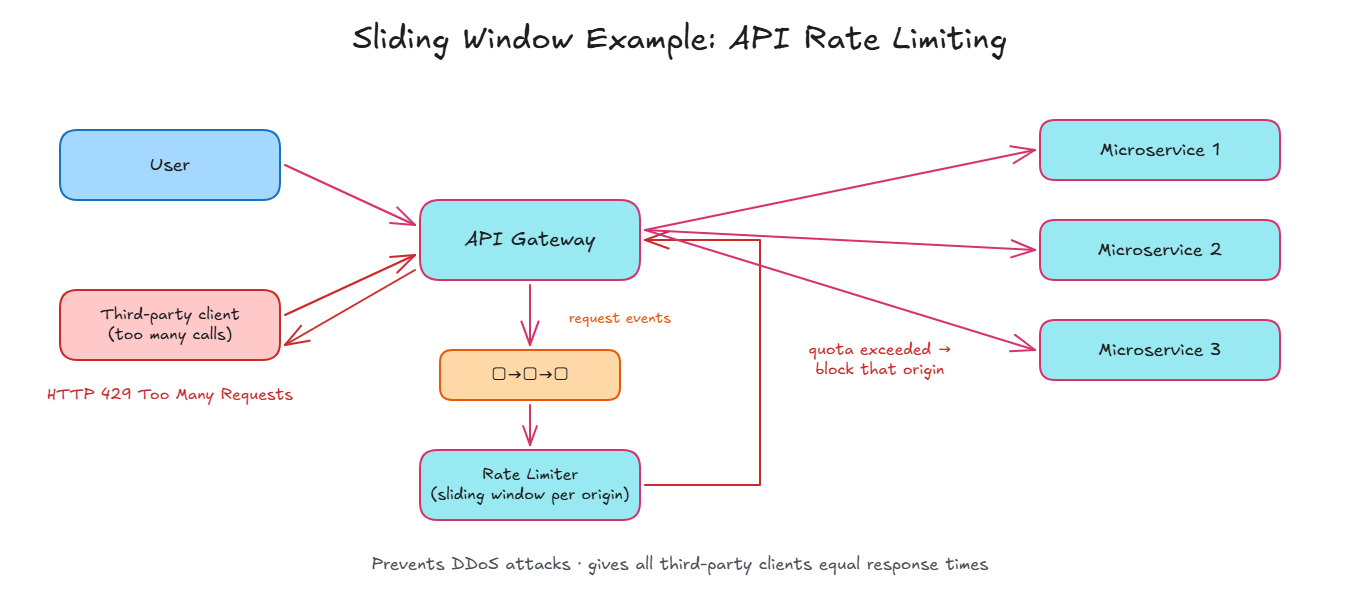 Sliding Window Example: API Rate Limiting
User
Microservice 1
API Gateway
Microservice 2
Third-party client
(too many calls)
request events
Microservice 3
quota exceeded →
block that origin
▢→▢→▢
HTTP 429 Too Many Requests
Rate Limiter
(sliding window per origin)
Prevents DDoS attacks · gives all third-party clients equal response times